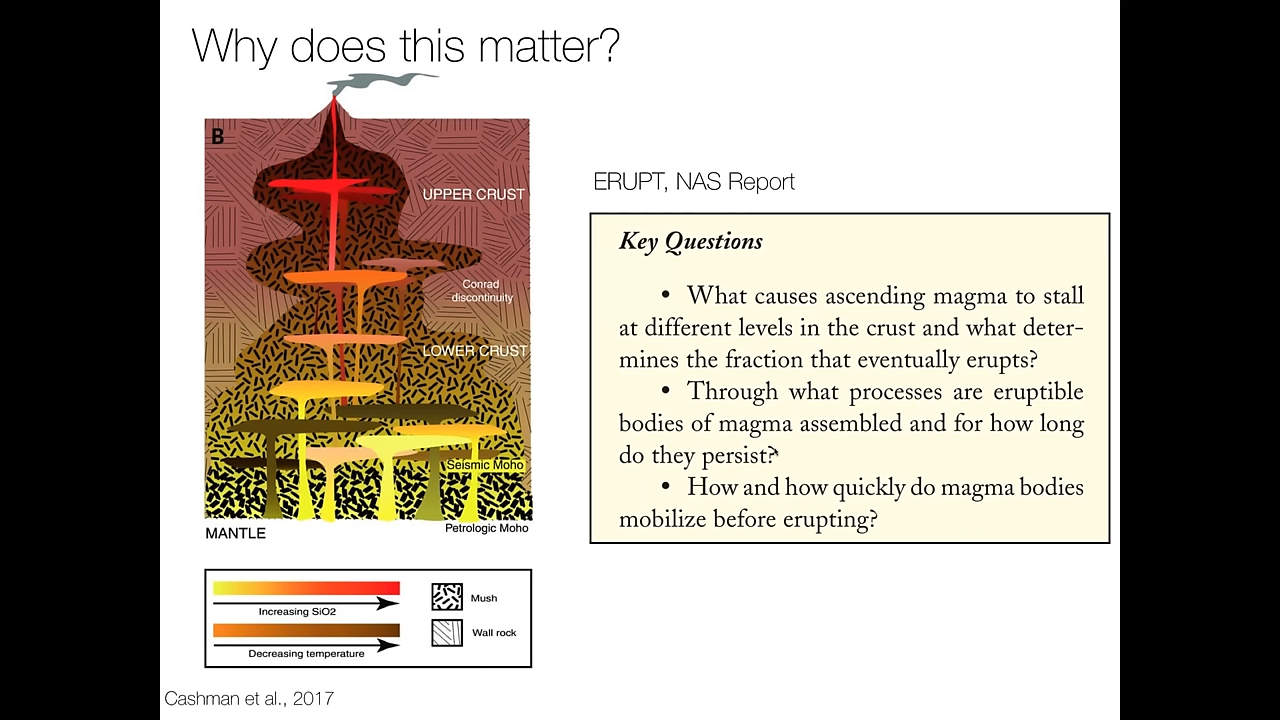 Why does this matter?
B
UPPER CRUST
Conrad
discontinuity
LOWER CRUST
Seismic Moho
Petrologic Moho
MANTLE
Increasing SiO2
Decreasing temperature
Mush
Wall rock
Cashman et al., 2017
ERUPT, NAS Report
Key Questions
• What causes ascending magma to stall
at different levels in the crust and what deter-
mines the fraction that eventually erupts?
• Through what processes are eruptible
bodies of magma assembled and for how long
do they persist?
• How and how quickly do magma bodies
mobilize before erupting?